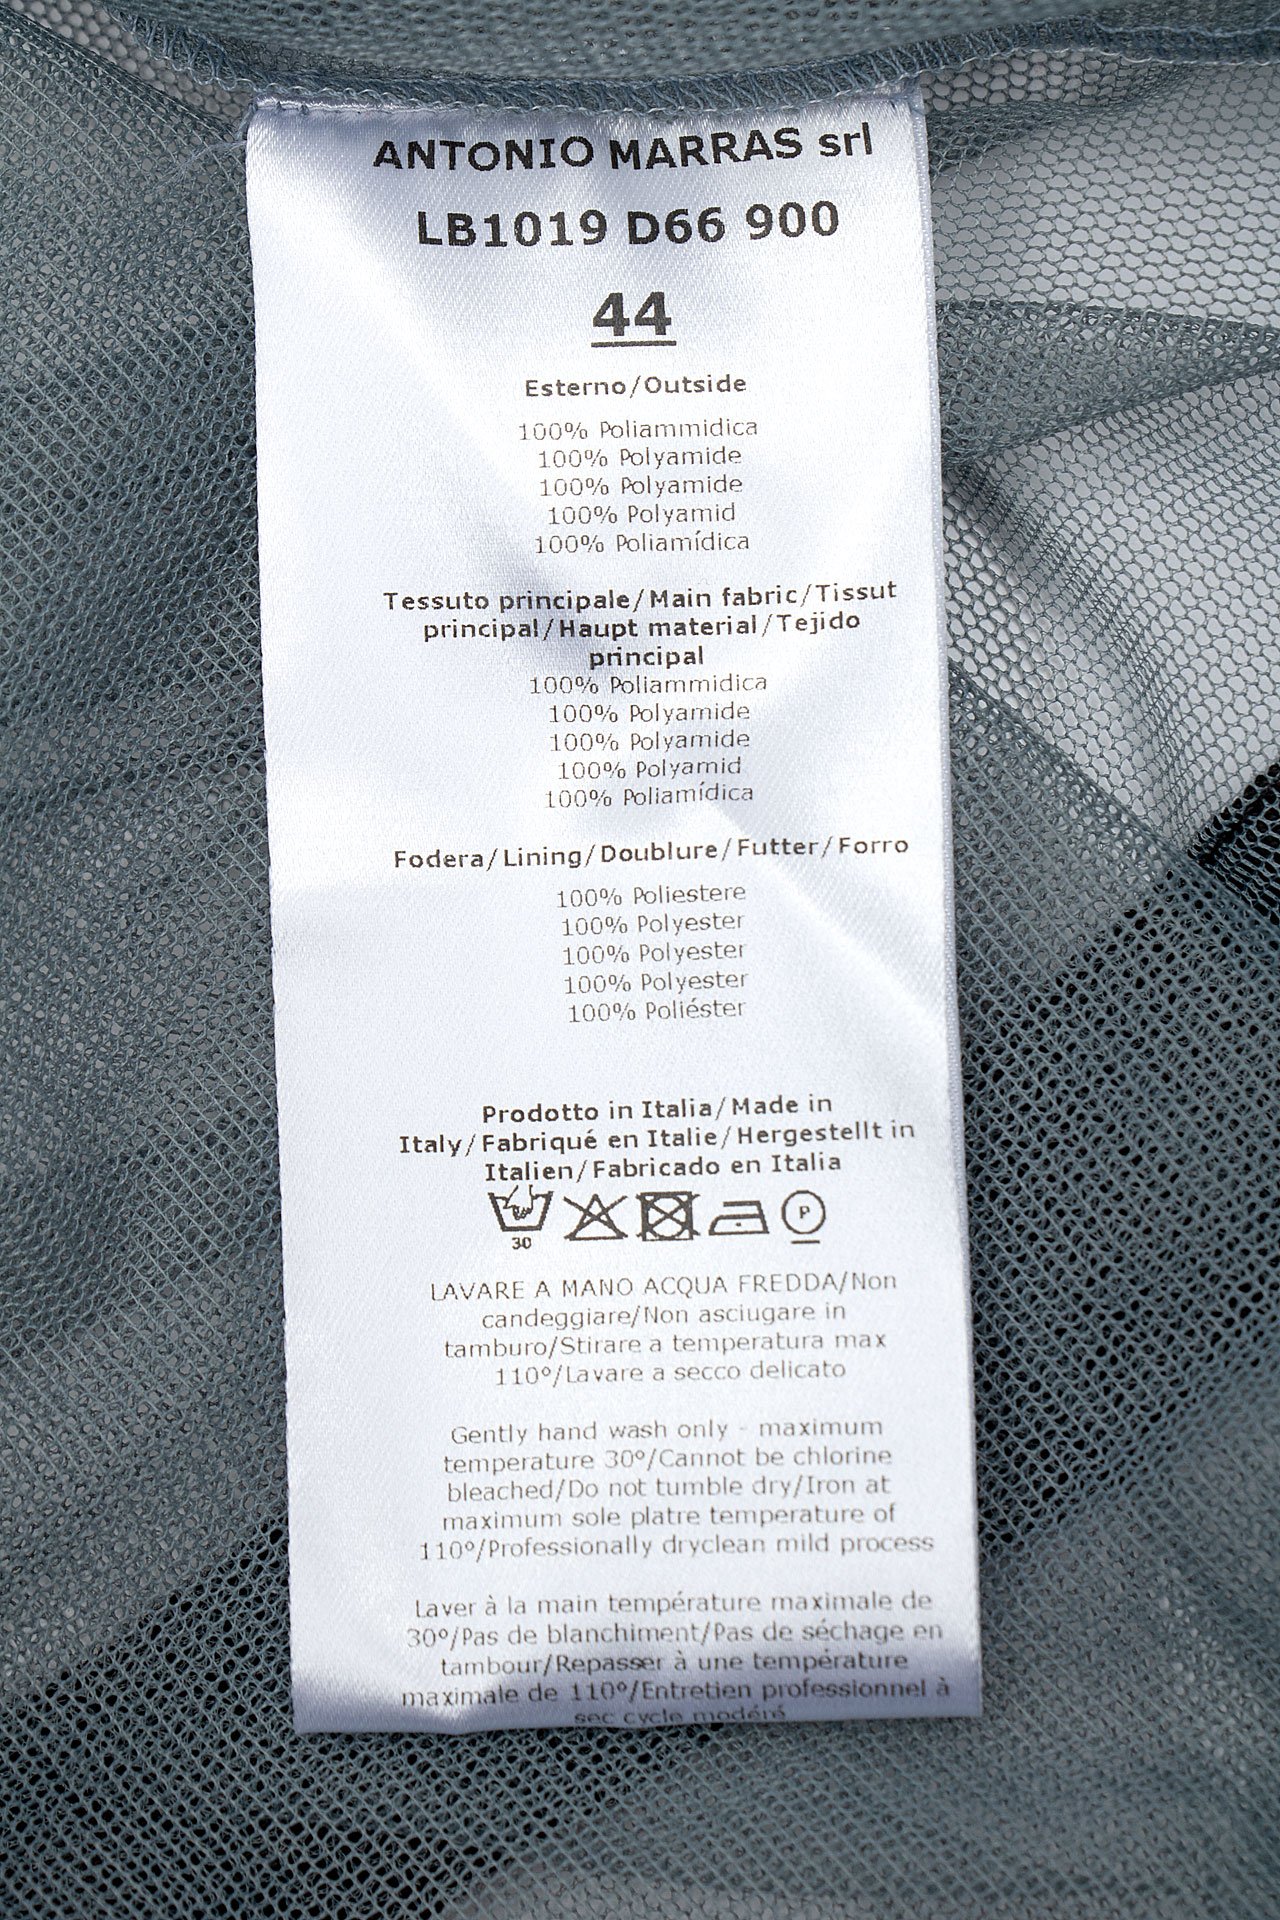 ANTONIO MARRAS srl
LB1019 D66 900
44
Esterno/Outside
100% Poliammidica
100% Polyamide
100% Polyamide
100% Polyamid
100% Poliamídica
Tessuto principale/Main fabric/Tissut
principal/Haupt material/Tejido
principal
100% Poliammidica
100% Polyamide
100% Polyamide
100% Polyamid
100% Poliamídica
Fodera/Lining/Doublure/Futter/Forro
100% Poliestere
100% Polyester
100% Polyester
100% Polyester
100% Poliéster
Prodotto in Italia/Made in
Italy/Fabriqué en Italie/Hergestellt in
Italien/Fabricado en Italia
P
30
LAVARE A MANO ACQUA FREDDA/Non
candeggiare/Non asciugare in
tamburo/Stirare a temperatura max
110°/Lavare a secco delicato
Gently hand wash only - maximum
temperature 30°/Cannot be chlorine
bleached/Do not tumble dry/Iron at
maximum sole platre temperature of
110°/Professionally dryclean mild process
Laver à la main température maximale de
30°/Pas de blanchiment/Pas de séchage en
tambour/Repasser à une température
maximale de 110°/Entretien professionnel à
sec cycle modéré